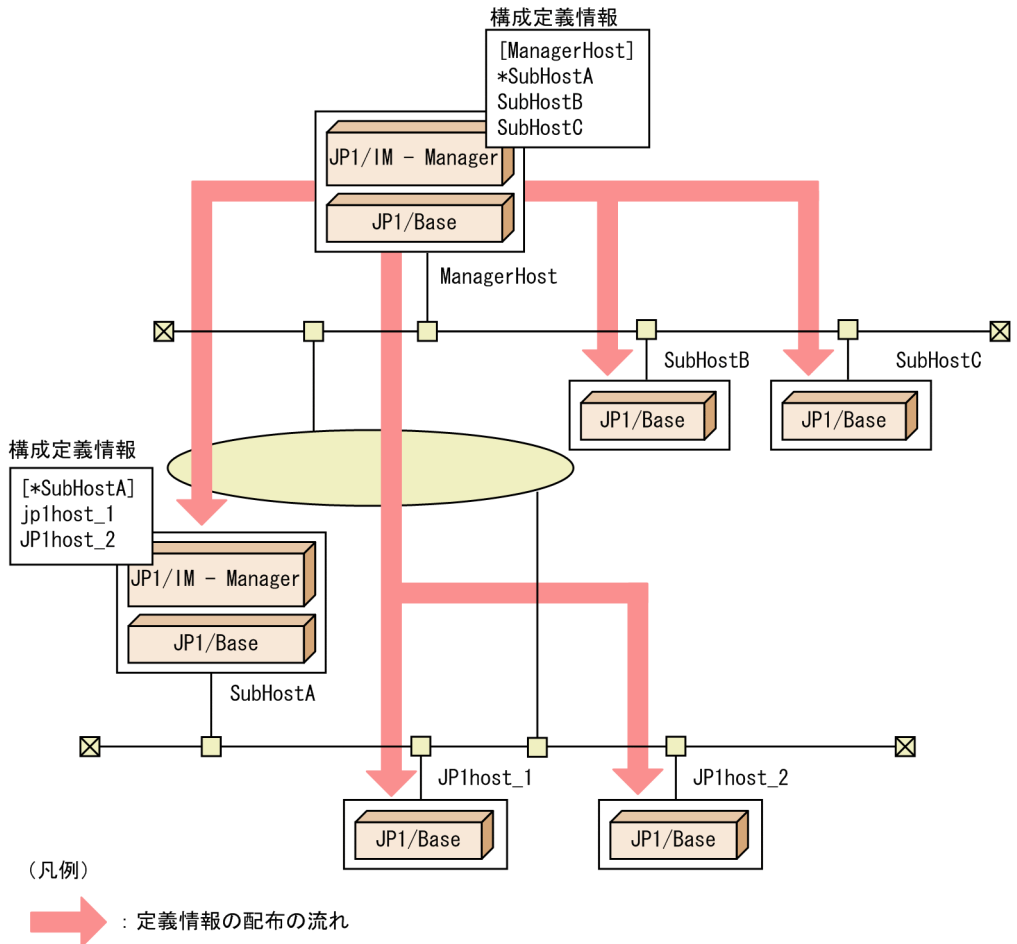 構成定義情報
[ManagerHost]
*SubHostA
SubHostB
SubHostC
JP1/IM - Manager
JP1/Base
ManagerHost
SubHostB
SubHostC
JP1/Base
JP1/Base
構成定義情報
[*SubHostA]
jp1host_1
JP1host_2
JP1/IM - Manager
JP1/Base
SubHostA
JP1host_1
JP1host_2
JP1/Base
JP1/Base
(凡例)
：定義情報の配布の流れ